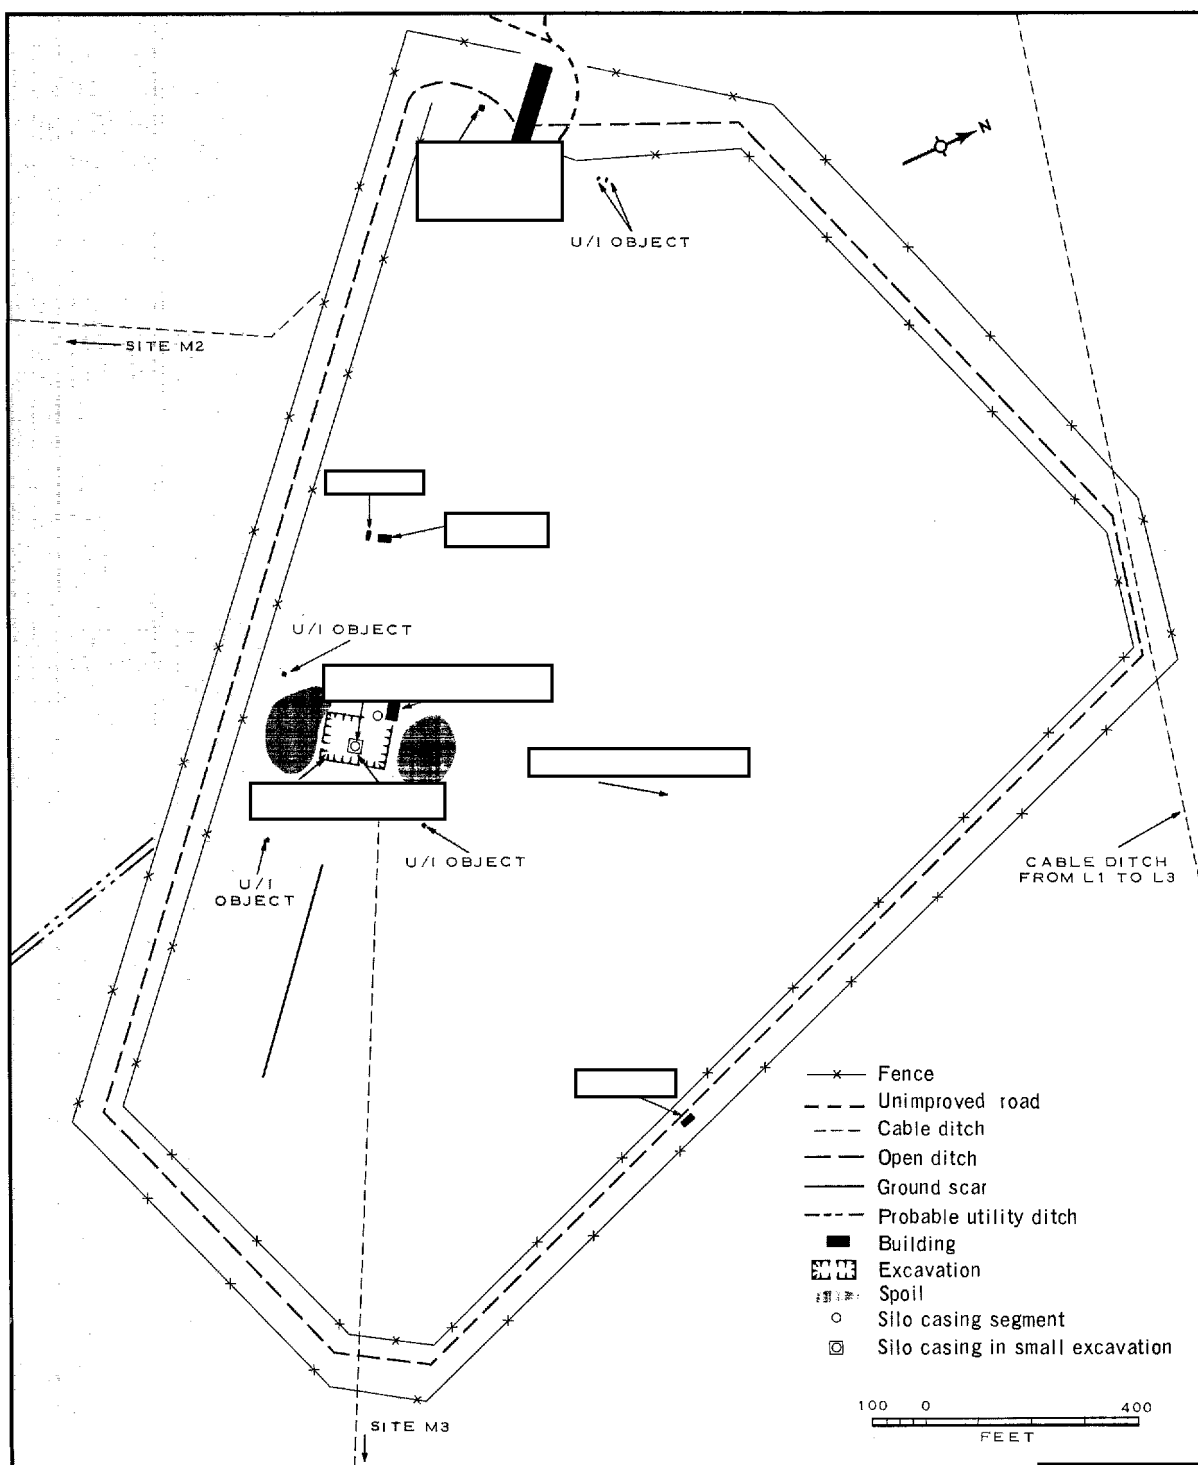 N
U/I OBJECT
SITE M2
U/I OBJECT
U/I OBJECT
U/I
OBJECT
CABLE DITCH
FROM L1 TO L3
Fence
Unimproved road
Cable ditch
Open ditch
Ground scar
Probable utility ditch
Building
Excavation
Spoil
Silo casing segment
Silo casing in small excavation
SITE M3
100 0 400
FEET